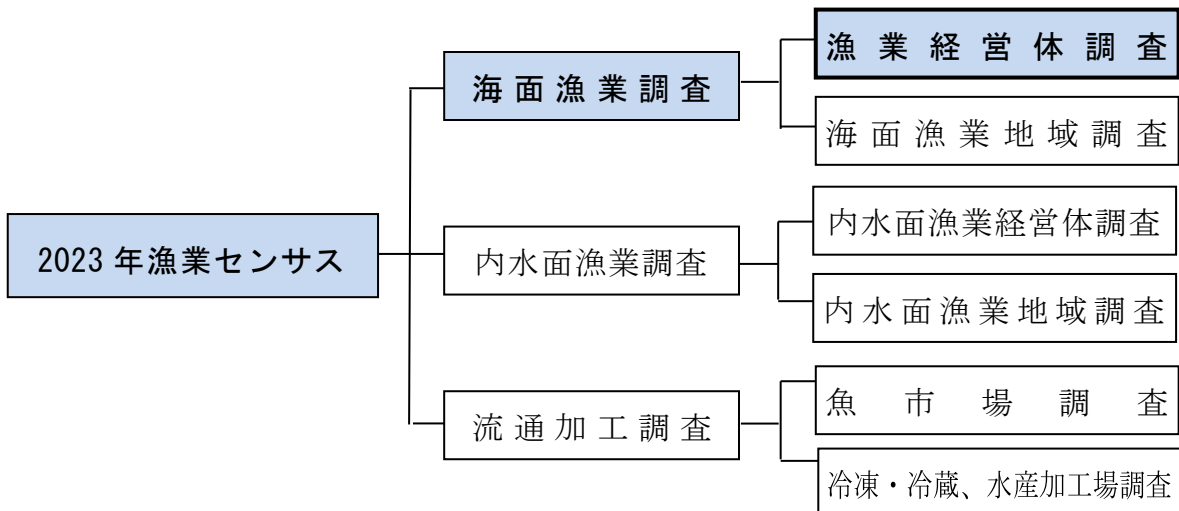 漁業経営体調査
海面漁業調査
海面漁業地域調査
2023年漁業センサス
内水面漁業経営体調査
内水面漁業調査
内水面漁業地域調査
魚市場調査
流通加工調査
冷凍・冷蔵、水産加工場調査